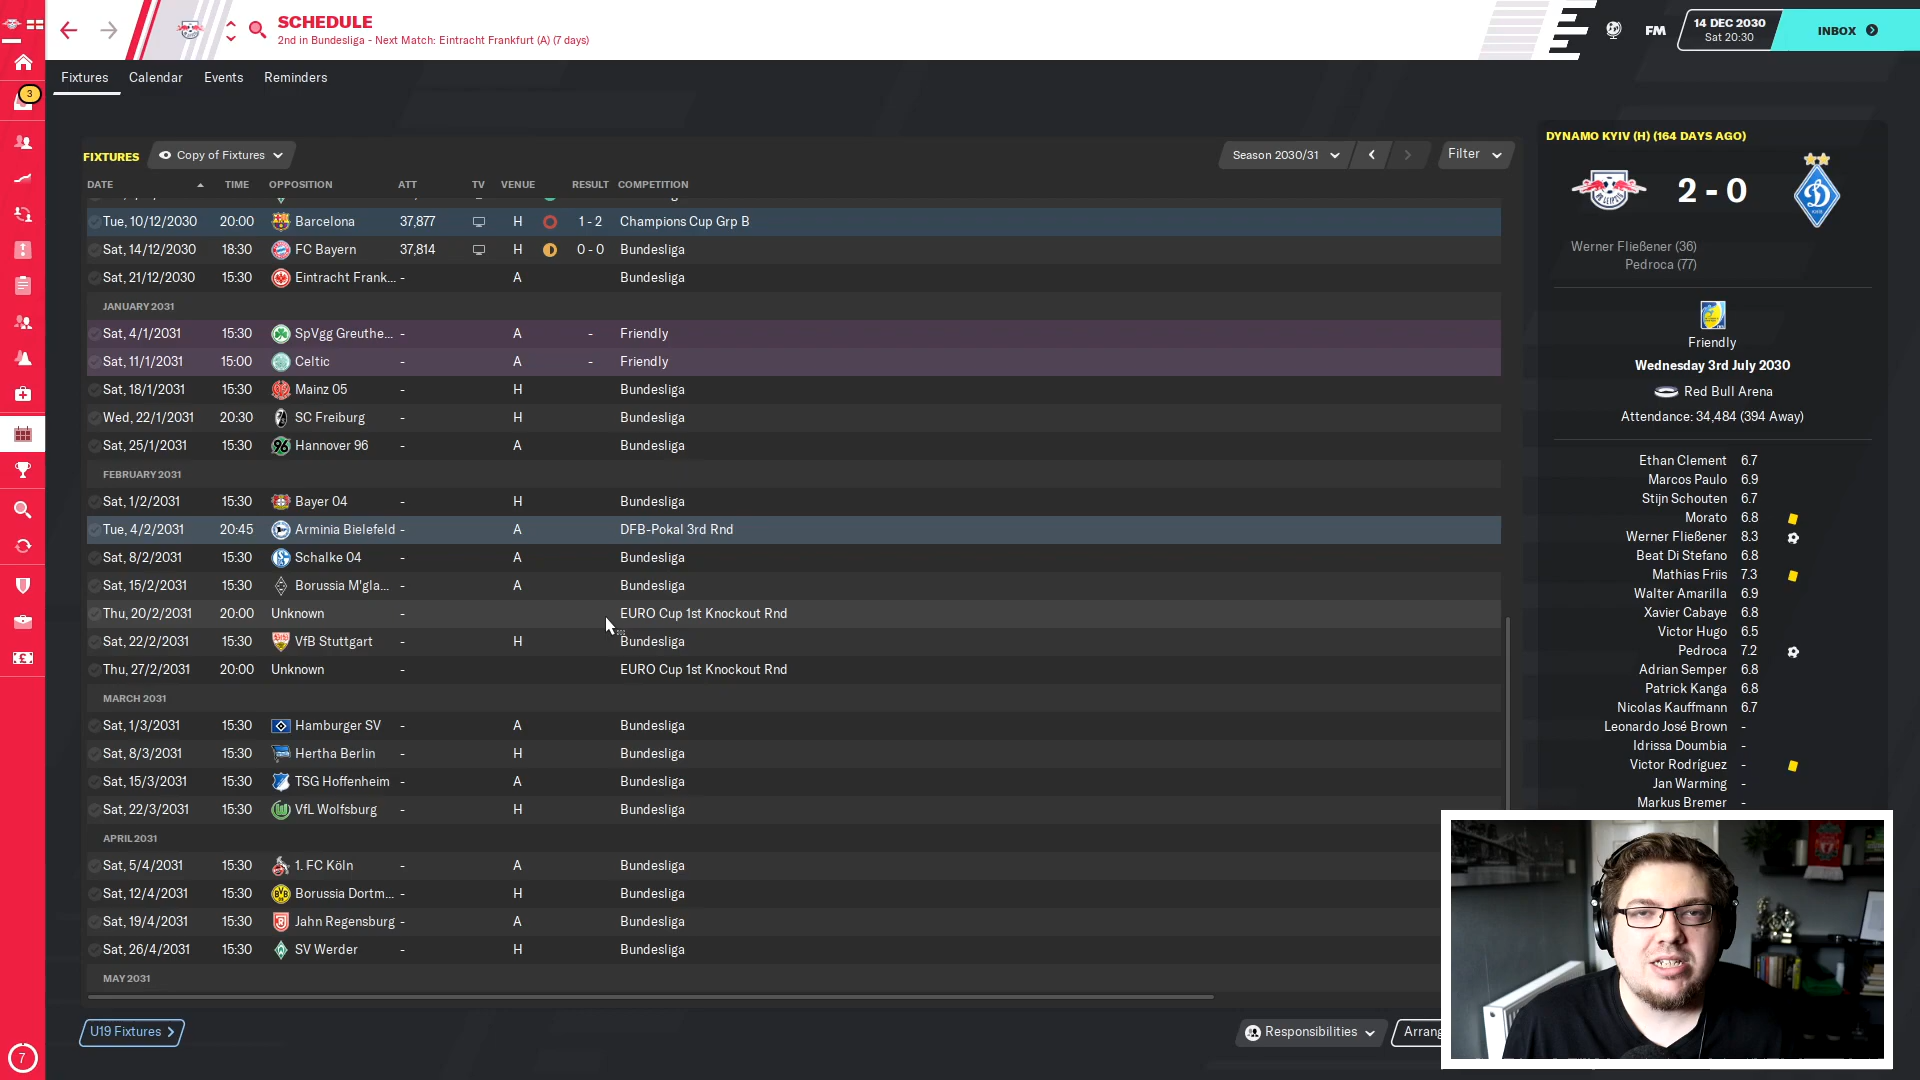 SCHEDULE
2nd in Bundesliga - Next Match: Eintracht Frankfurt (A) (7 days)
FM
14 DEC 2030
Sat 20:30
INBOX
Fixtures Calendar Events Reminders
3
FIXTURES Copy of Fixtures Season 2030/31 Filter
DATE TIME OPPOSITION ATT TV VENUE RESULT COMPETITION
Tue, 10/12/2030 20:00 Barcelona 37,877 H 1 - 2 Champions Cup Grp B
Sat, 14/12/2030 18:30 FC Bayern 37,814 H 0 - 0 Bundesliga
Sat, 21/12/2030 15:30 Eintracht Frank... - A Bundesliga
JANUARY 2031
Sat, 4/1/2031 15:30 SpVgg Greuthe... - A - Friendly
Sat, 11/1/2031 15:00 Celtic - A - Friendly
Sat, 18/1/2031 15:30 Mainz 05 - H Bundesliga
Wed, 22/1/2031 20:30 SC Freiburg - H Bundesliga
Sat, 25/1/2031 15:30 Hannover 96 - A Bundesliga
FEBRUARY 2031
Sat, 1/2/2031 15:30 Bayer 04 - H Bundesliga
Tue, 4/2/2031 20:45 Arminia Bielefeld - A DFB-Pokal 3rd Rnd
Sat, 8/2/2031 15:30 Schalke 04 - A Bundesliga
Sat, 15/2/2031 15:30 Borussia M'gla... - A Bundesliga
Thu, 20/2/2031 20:00 Unknown - EURO Cup 1st Knockout Rnd
Sat, 22/2/2031 15:30 VfB Stuttgart - H Bundesliga
Thu, 27/2/2031 20:00 Unknown - EURO Cup 1st Knockout Rnd
MARCH 2031
Sat, 1/3/2031 15:30 Hamburger SV - A Bundesliga
Sat, 8/3/2031 15:30 Hertha Berlin - H Bundesliga
Sat, 15/3/2031 15:30 TSG Hoffenheim - A Bundesliga
Sat, 22/3/2031 15:30 VfL Wolfsburg - H Bundesliga
APRIL 2031
Sat, 5/4/2031 15:30 1. FC Köln - A Bundesliga
Sat, 12/4/2031 15:30 Borussia Dortm... - H Bundesliga
Sat, 19/4/2031 15:30 Jahn Regensburg - A Bundesliga
Sat, 26/4/2031 15:30 SV Werder - H Bundesliga
MAY 2031
U19 Fixtures
Responsibilities
Arrang
7
DYNAMO KYIV (H) (164 DAYS AGO)
2 - 0
Werner Fließener (36)
Pedroca (77)
Friendly
Wednesday 3rd July 2030
Red Bull Arena
Attendance: 34,484 (394 Away)
Ethan Clement 6.7
Marcos Paulo 6.9
Stijn Schouten 6.7
Morato 6.8
Werner Fließener 8.3
Beat Di Stefano 6.8
Mathias Friis 7.3
Walter Amarilla 6.9
Xavier Cabaye 6.8
Victor Hugo 6.5
Pedroca 7.2
Adrian Semper 6.8
Patrick Kanga 6.8
Nicolas Kauffmann 6.7
Leonardo José Brown -
Idrissa Doumbia -
Victor Rodríguez -
Jan Warming -
Markus Bremer -